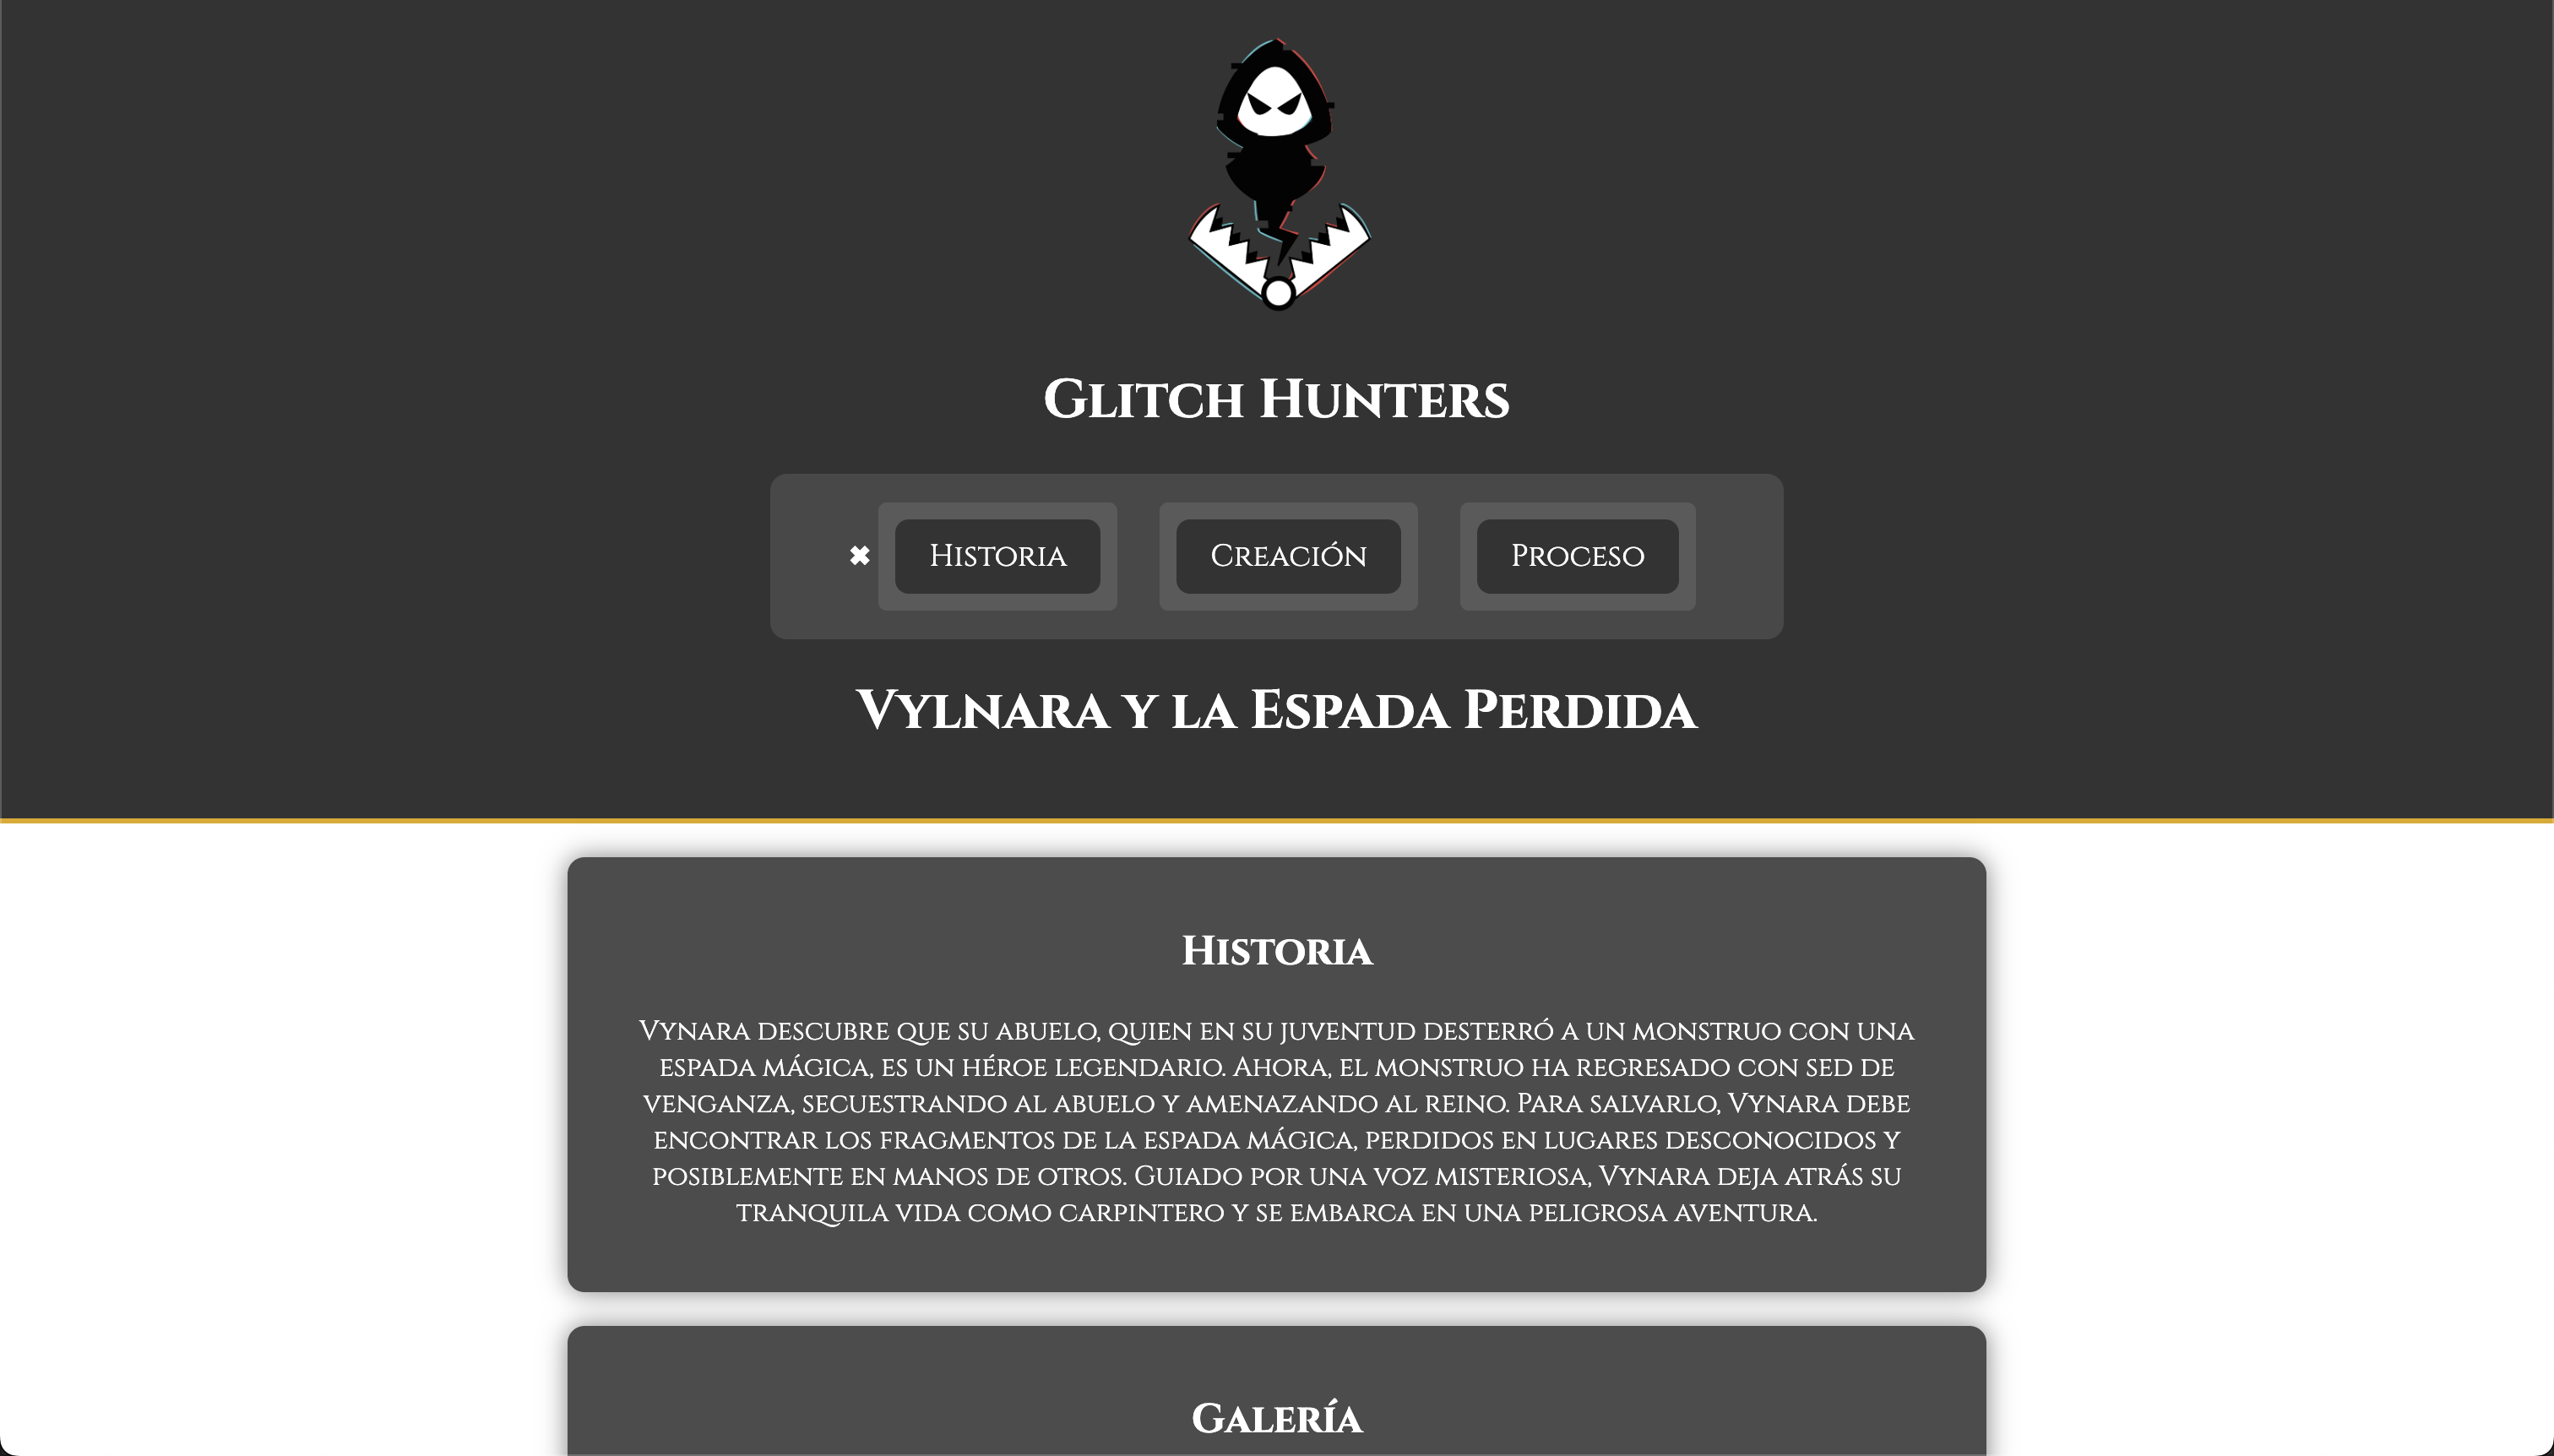 Glitch Hunters
✖ Historia Creación Proceso
Vylnara y la Espada Perdida
Historia
Vynara descubre que su abuelo, quien en su juventud desterró a un monstruo con una
espada mágica, es un héroe legendario. Ahora, el monstruo ha regresado con sed de
venganza, secuestrando al abuelo y amenazando al reino. Para salvarlo, Vynara debe
encontrar los fragmentos de la espada mágica, perdidos en lugares desconocidos y
posiblemente en manos de otros. Guiado por una voz misteriosa, Vynara deja atrás su
tranquila vida como carpintero y se embarca en una peligrosa aventura.
Galería